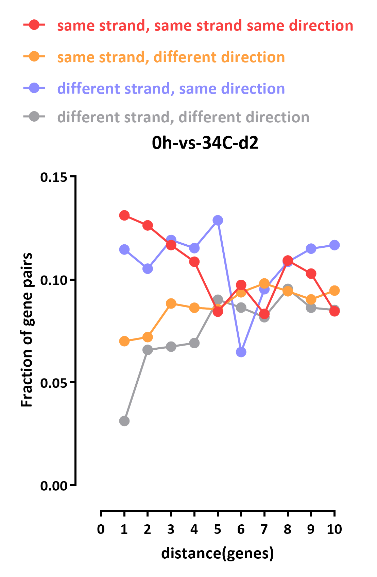 same strand, same strand same direction
same strand, different direction
different strand, same direction
different strand, different direction
0h-vs-34C-d2
0.15
0.10
0.05
0.00
Fraction of gene pairs
0 1 2 3 4 5 6 7 8 9 10
distance(genes)